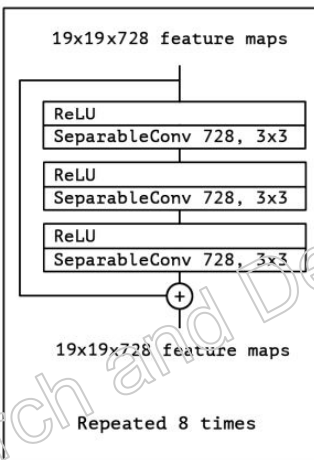 19x19x728 feature maps
ReLU
SeparableConv 728, 3x3
ReLU
SeparableConv 728, 3x3
ReLU
SeparableConv 728, 3x3
+
19x19x728 feature maps
Repeated 8 times